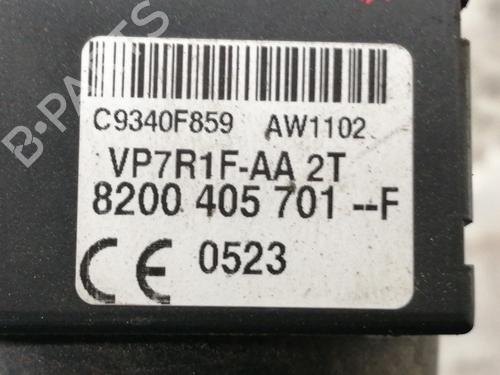 C9340F859 AW1102
VP7R1F-AA 2T
8200 405 701 --F
CE 0523
B-PARTS